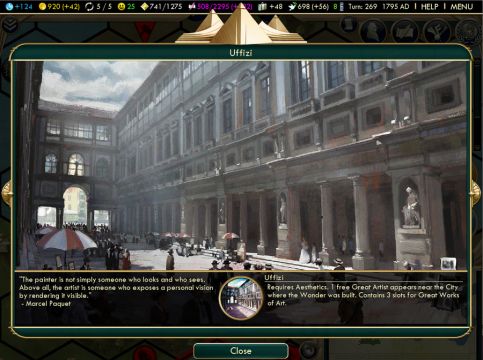 +124 920 (+42) 5 / 5 25 741/1275 508/2295 (+302) +48 698 (+56) 8 Turn: 269 1795 AD | HELP | MENU
Uffizi
"The painter is not simply someone who looks and who sees.
Above all, the artist is someone who exposes a personal vision
by rendering it visible."
- Marcel Paquet
Uffizi
Requires Aesthetics. 1 free Great Artist appears near the City
where the Wonder was built. Contains 3 slots for Great Works
of Art.
Close